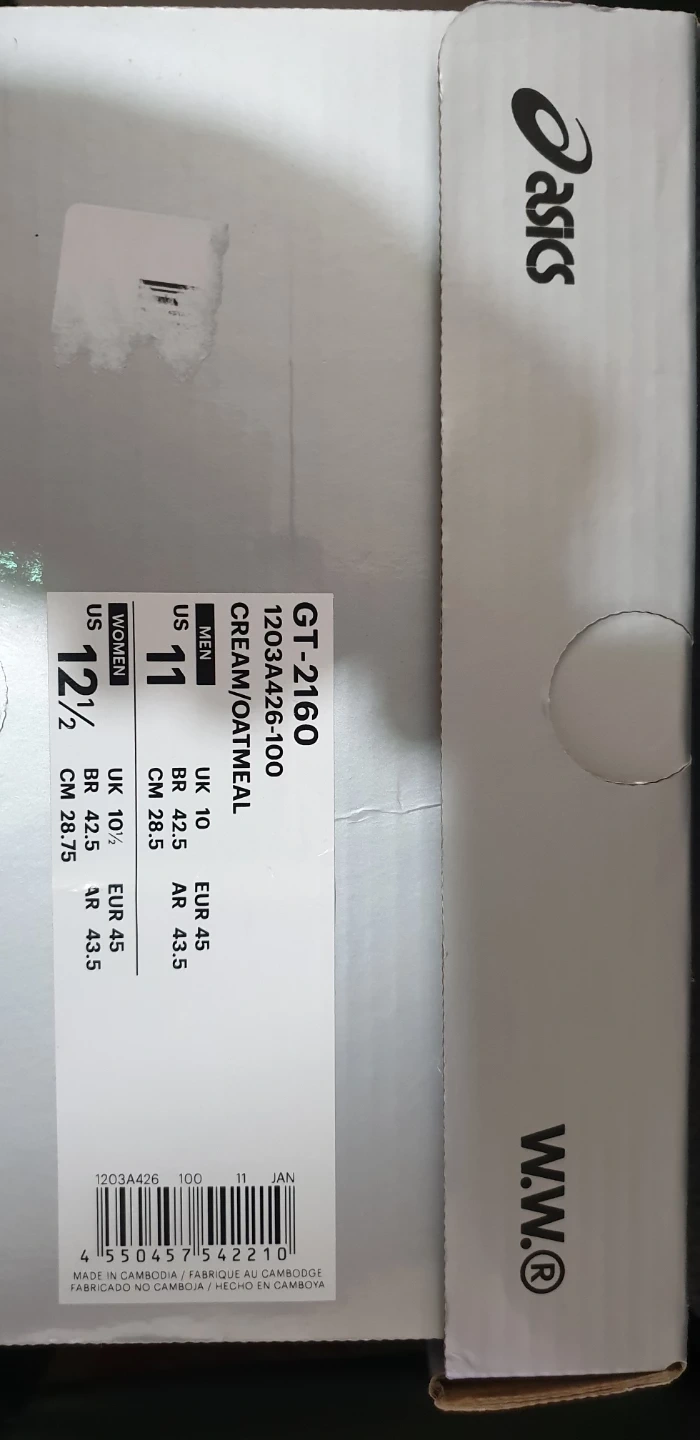 asics
W.W.®
GT-2160
1203A426-100
CREAM/OATMEAL
MEN
US 11
UK 10 EUR 45
BR 42.5 AR 43.5
CM 28.5
WOMEN
US 12½
UK 10½ EUR 45
BR 42.5 AR 43.5
CM 28.75
1203A426 100 11 JAN
4 550457 542210
MADE IN CAMBODIA / FABRIQUE AU CAMBODGE
FABRICADO NO CAMBOJA / HECHO EN CAMBOYA